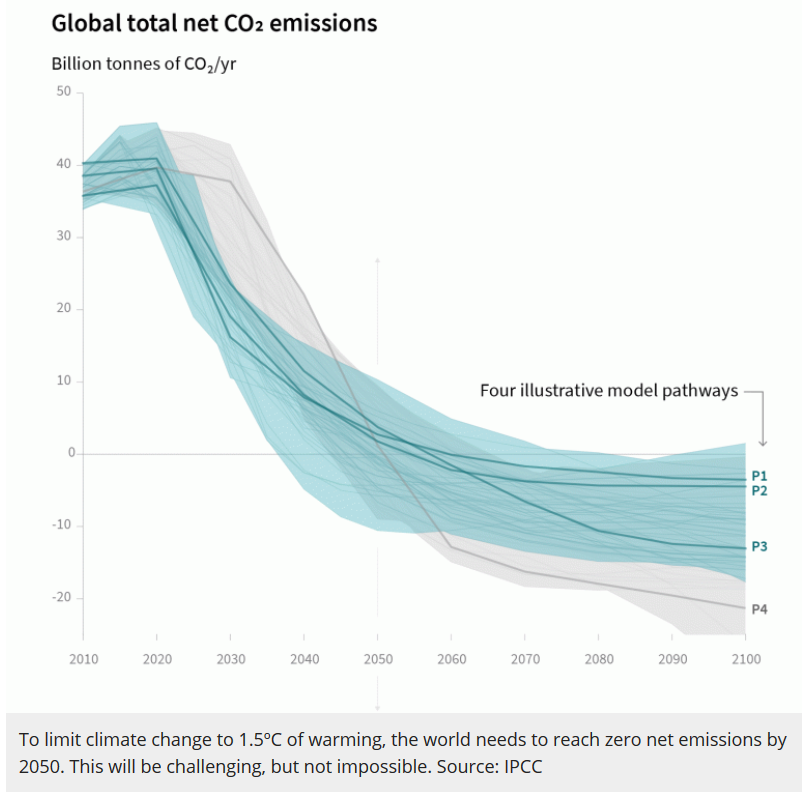 Global total net CO₂ emissions
Billion tonnes of CO₂/yr
50
40
30
20
10
0
-10
-20
Four illustrative model pathways
P1
P2
P3
P4
2010 2020 2030 2040 2050 2060 2070 2080 2090 2100
To limit climate change to 1.5ºC of warming, the world needs to reach zero net emissions by
2050. This will be challenging, but not impossible. Source: IPCC